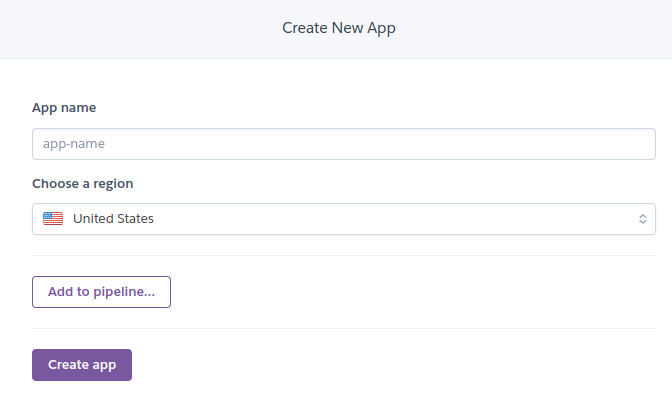 Create New App
App name
app-name
Choose a region
United States
Add to pipeline...
Create app